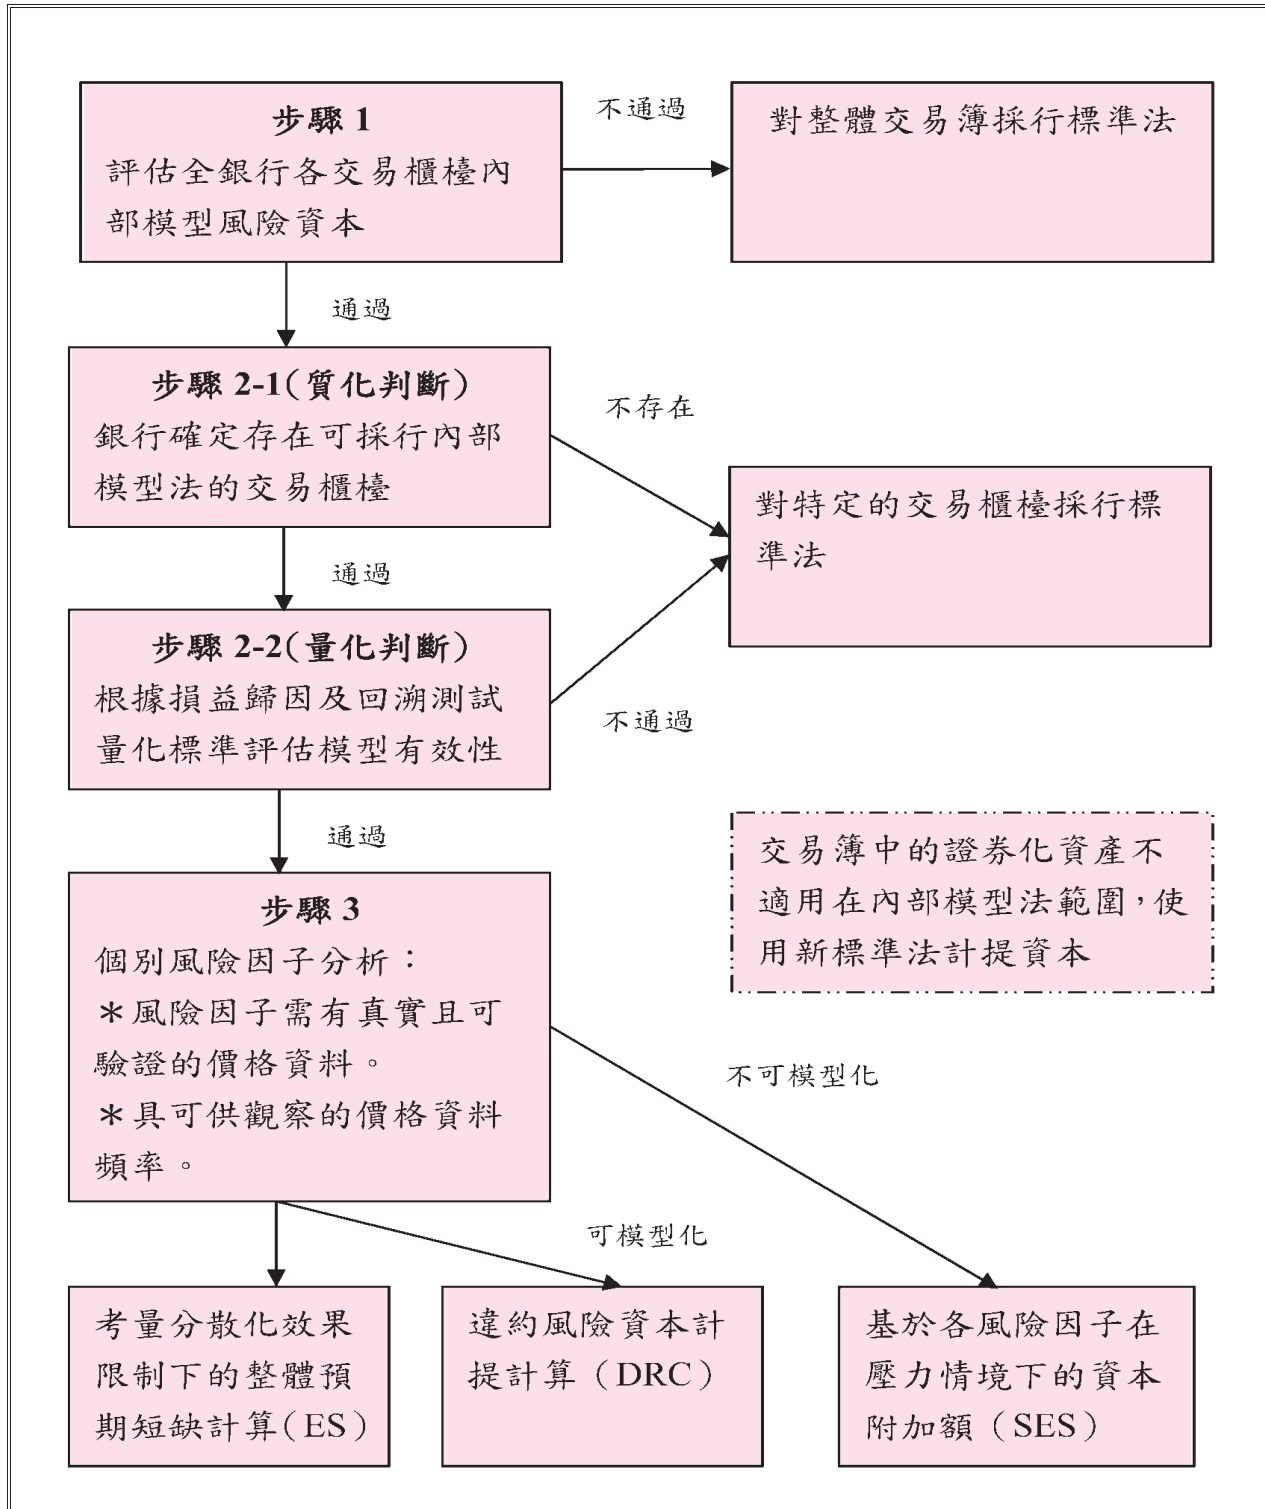 步驟 1
評估全銀行各交易櫃檯內
部模型風險資本
不通過
對整體交易簿採行標準法
通過
步驟 2-1(質化判斷)
銀行確定存在可採行內部
模型法的交易櫃檯
不存在
對特定的交易櫃檯採行標
準法
通過
步驟 2-2(量化判斷)
根據損益歸因及回溯測試
量化標準評估模型有效性
不通過
通過
交易簿中的證券化資產不
適用在內部模型法範圍，使
用新標準法計提資本
步驟 3
個別風險因子分析：
＊風險因子需有真實且可
驗證的價格資料。
＊具可供觀察的價格資料
頻率。
不可模型化
可模型化
考量分散化效果
限制下的整體預
期短缺計算(ES)
違約風險資本計
提計算（DRC）
基於各風險因子在
壓力情境下的資本
附加額（SES）